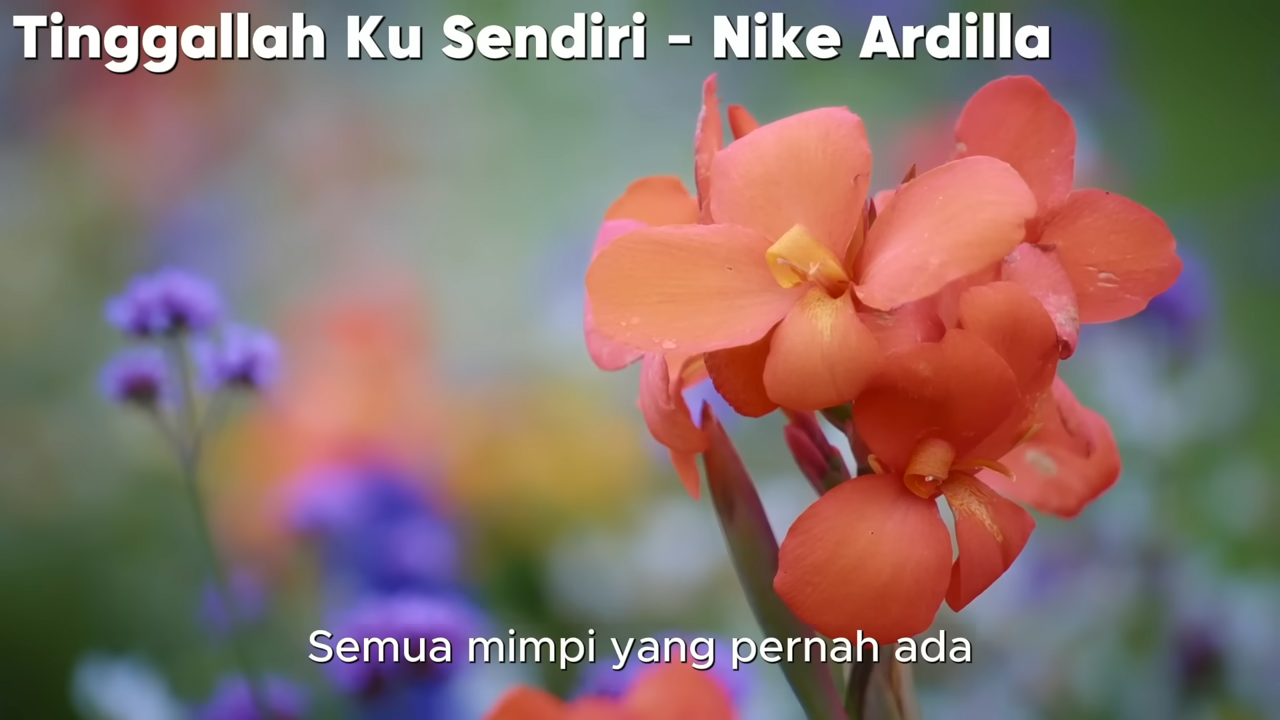 Tinggallah Ku Sendiri - Nike Ardilla
Semua mimpi yang pernah ada